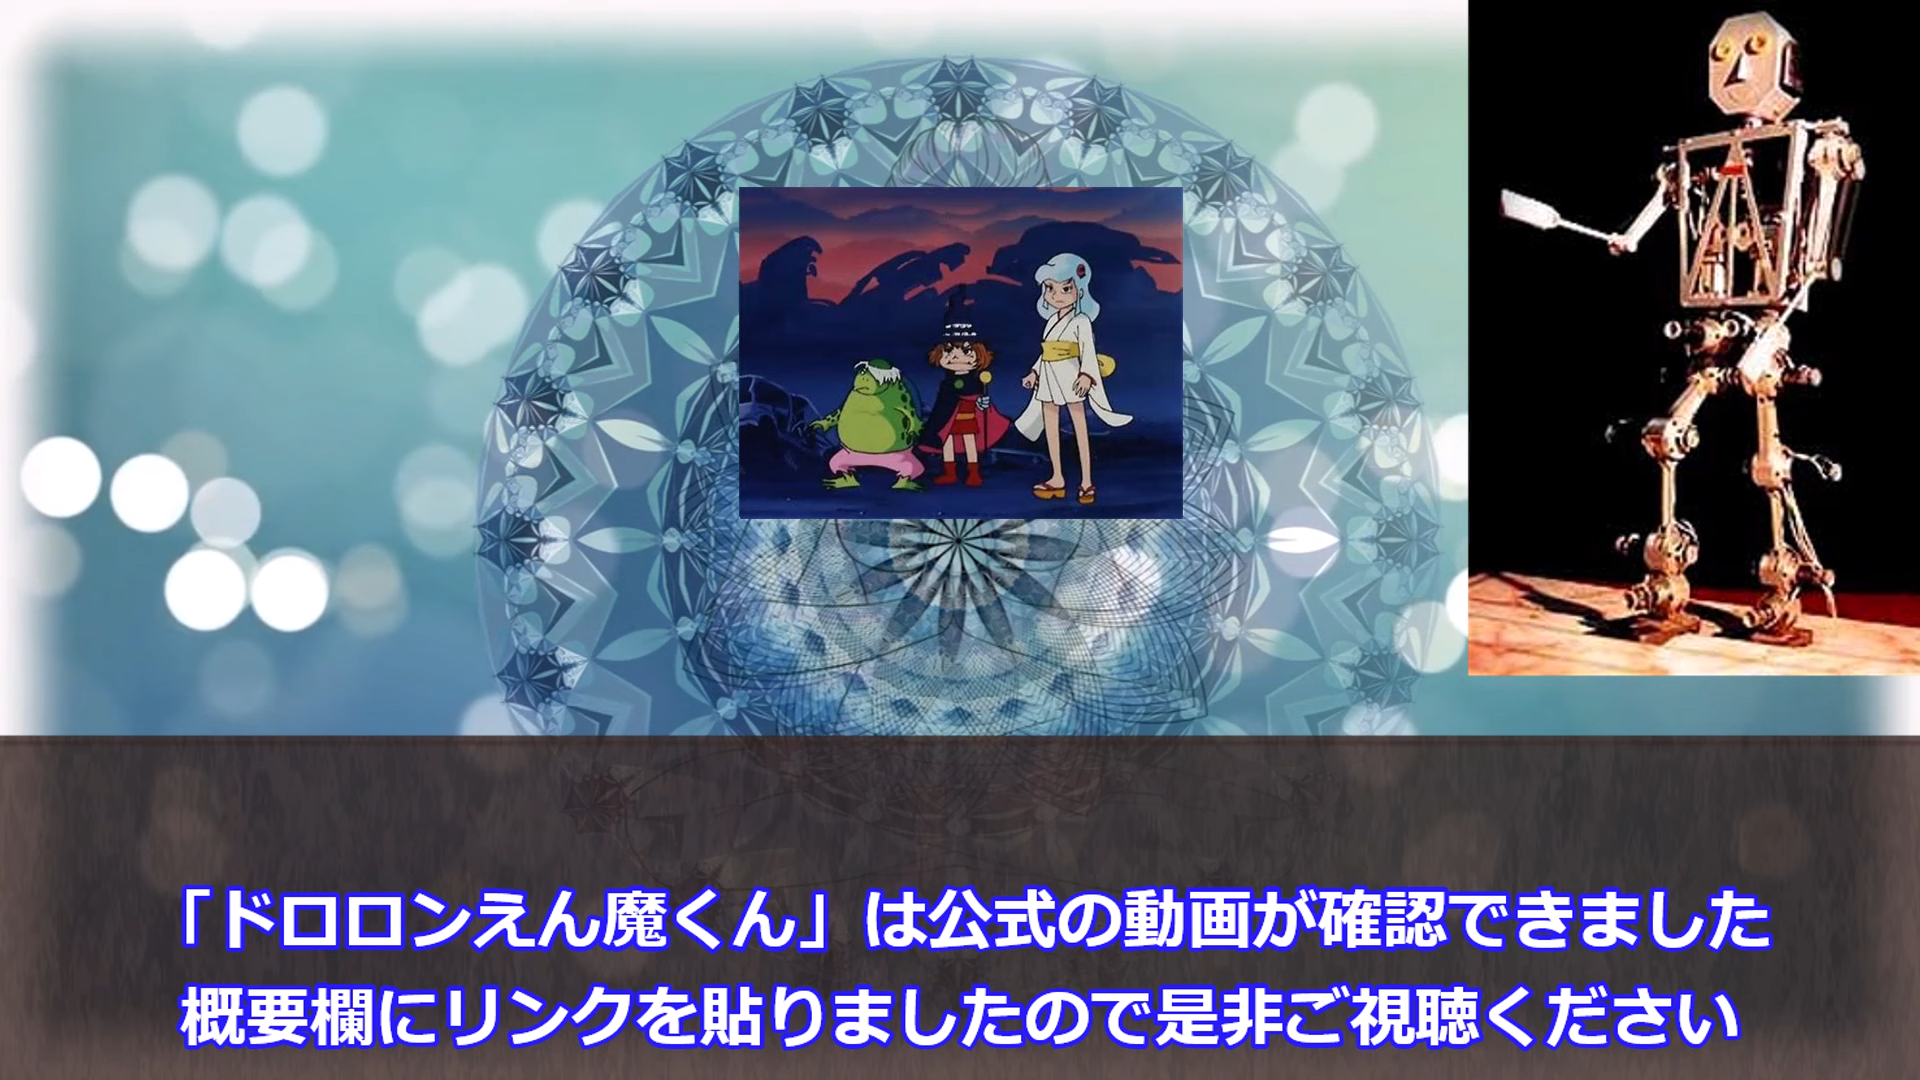 「ドロロンえん魔くん」は公式の動画が確認できました
概要欄にリンクを貼りましたので是非ご視聴ください